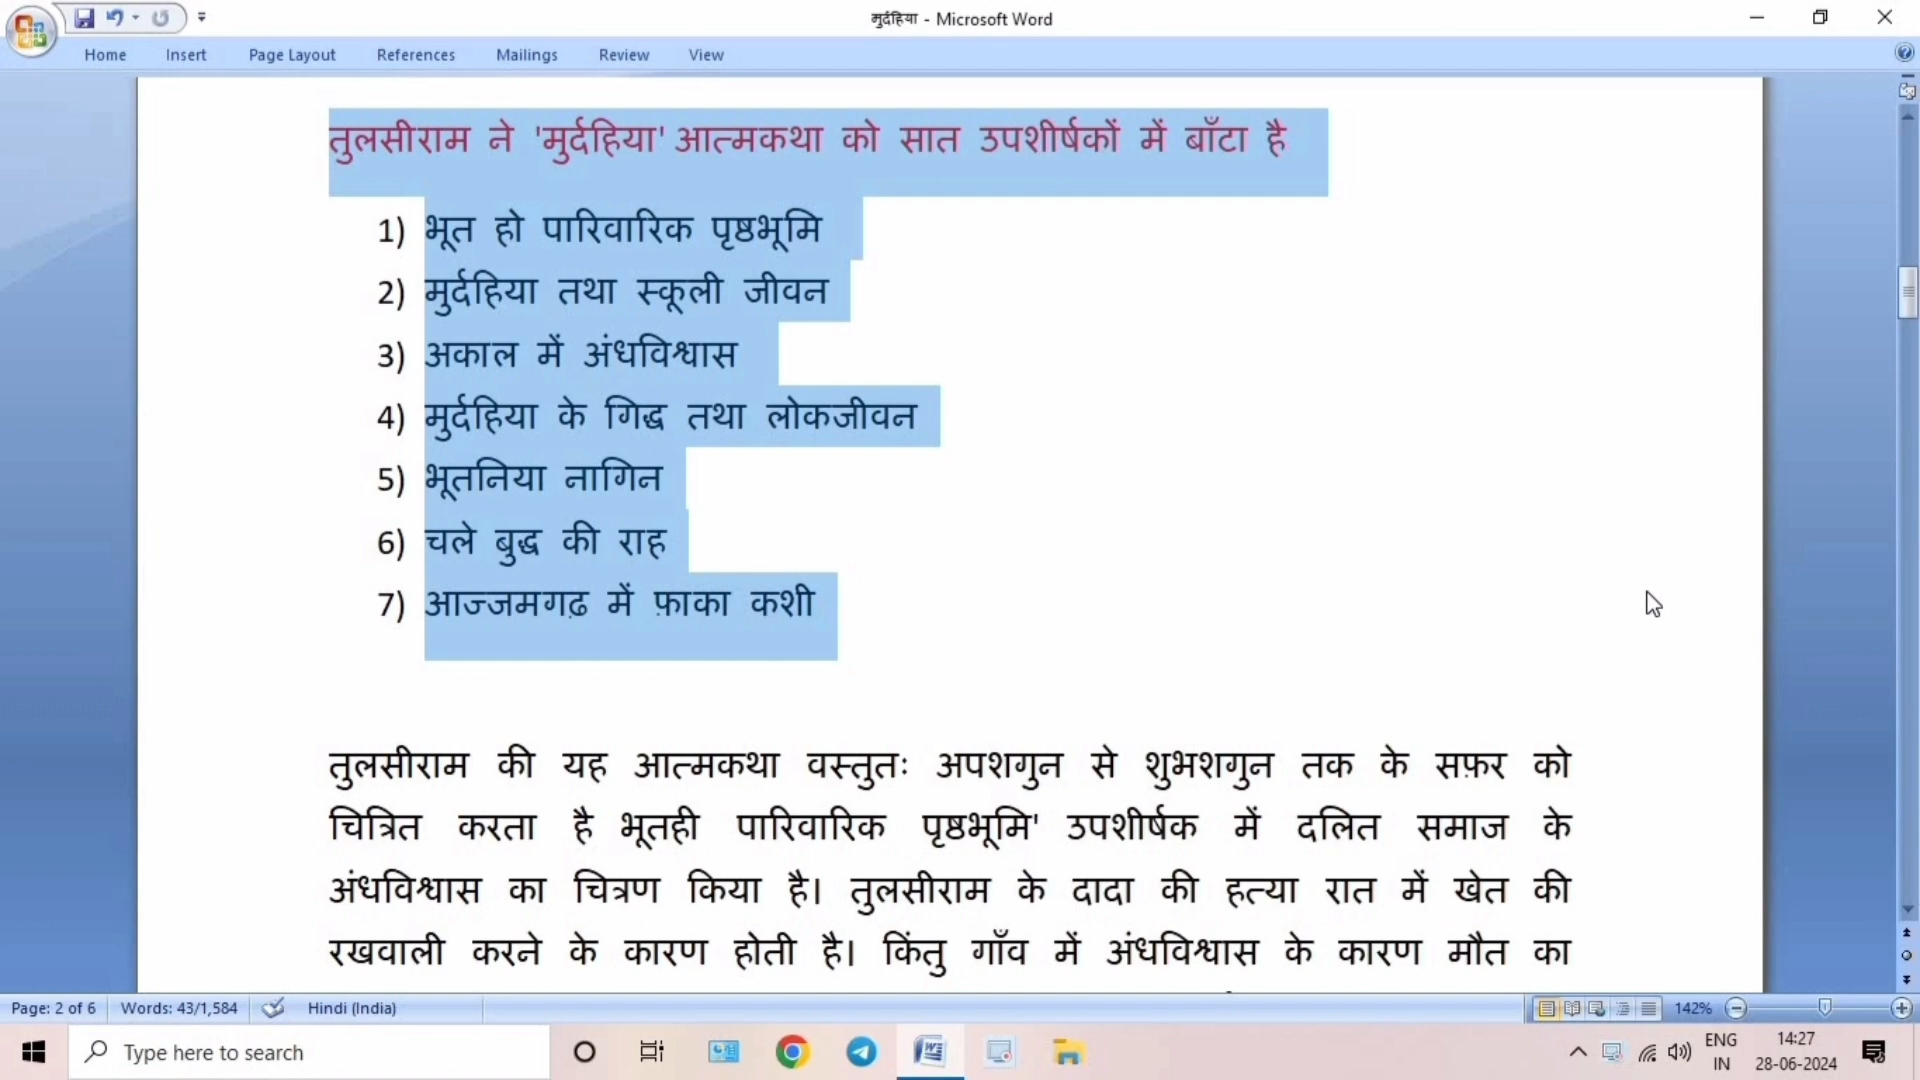 मुर्दहिया - Microsoft Word
Home Insert Page Layout References Mailings Review View
तुलसीराम ने 'मुर्दहिया' आत्मकथा को सात उपशीर्षकों में बाँटा है
1) भूत हो पारिवारिक पृष्ठभूमि
2) मुर्दहिया तथा स्कूली जीवन
3) अकाल में अंधविश्वास
4) मुर्दहिया के गिद्ध तथा लोकजीवन
5) भूतनिया नागिन
6) चले बुद्ध की राह
7) आज्जमगढ़ में फ़ाका कशी
तुलसीराम की यह आत्मकथा वस्तुतः अपशगुन से शुभशगुन तक के सफ़र को
चित्रित करता है भूतही पारिवारिक पृष्ठभूमि' उपशीर्षक में दलित समाज के
अंधविश्वास का चित्रण किया है। तुलसीराम के दादा की हत्या रात में खेत की
रखवाली करने के कारण होती है। किंतु गाँव में अंधविश्वास के कारण मौत का
Page: 2 of 6 Words: 43/1,584 Hindi (India) 142%
Type here to search ENG 14:27
IN 28-06-2024